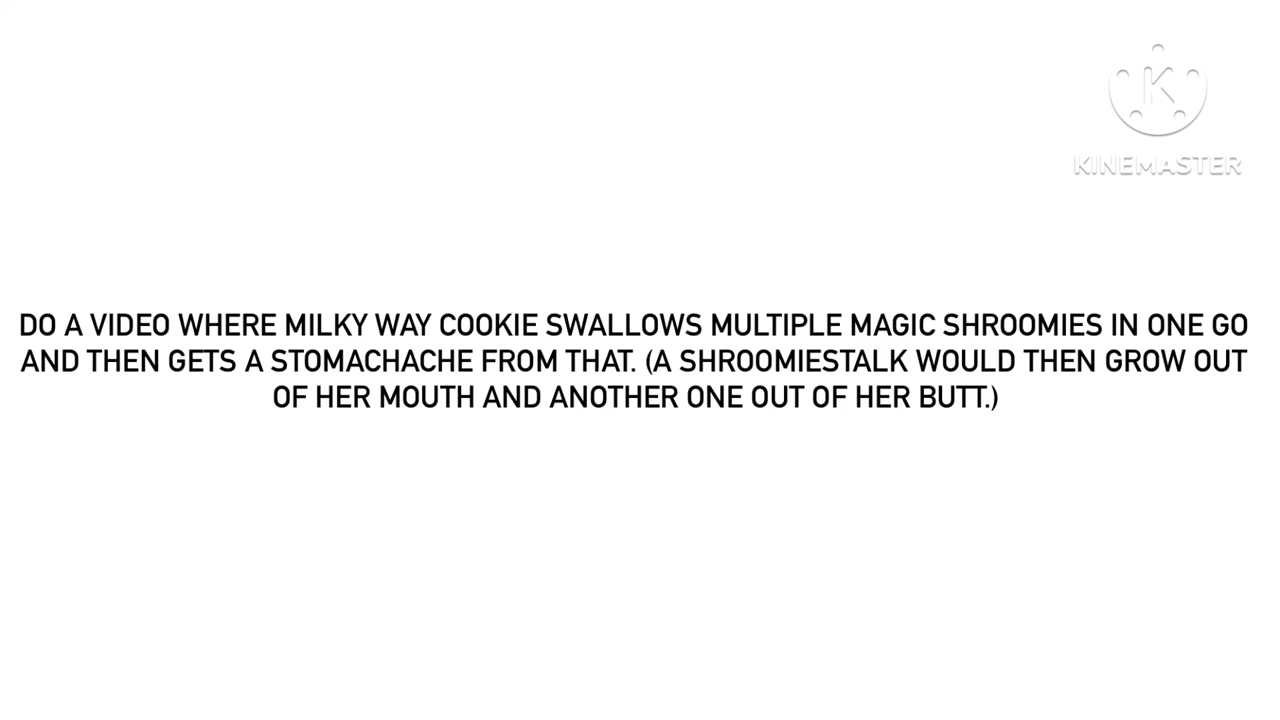 KINEMASTER
DO A VIDEO WHERE MILKY WAY COOKIE SWALLOWS MULTIPLE MAGIC SHROOMIES IN ONE GO
AND THEN GETS A STOMACHACHE FROM THAT. (A SHROOMIESTALK WOULD THEN GROW OUT
OF HER MOUTH AND ANOTHER ONE OUT OF HER BUTT.)